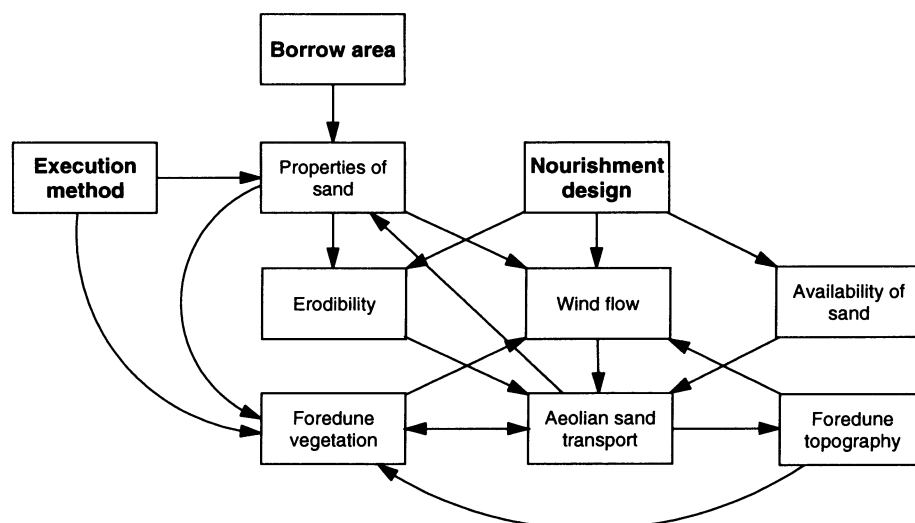 Borrow area
Execution
method
Properties of
sand
Nourishment
design
Erodibility
Wind flow
Availability of
sand
Foredune
vegetation
Aeolian sand
transport
Foredune
topography